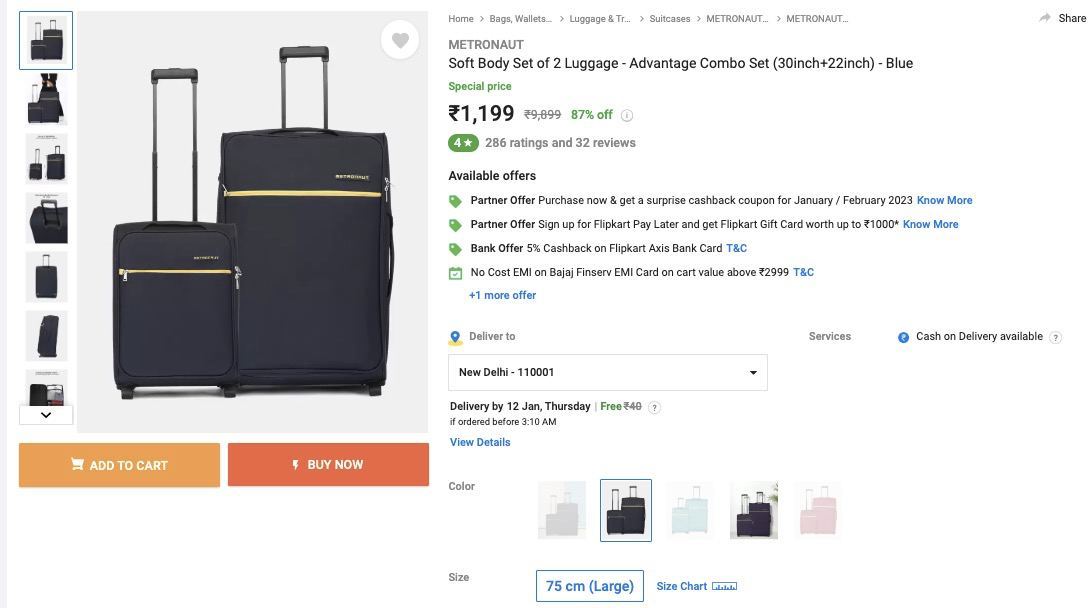 Home > Bags, Wallets... > Luggage & Tr... > Suitcases > METRONAUT... > METRONAUT...
Share
METRONAUT
Soft Body Set of 2 Luggage - Advantage Combo Set (30inch+22inch) - Blue
Special price
₹1,199 ₹9,899 87% off
4★ 286 ratings and 32 reviews
Available offers
Partner Offer Purchase now & get a surprise cashback coupon for January / February 2023 Know More
Partner Offer Sign up for Flipkart Pay Later and get Flipkart Gift Card worth up to ₹1000* Know More
Bank Offer 5% Cashback on Flipkart Axis Bank Card T&C
No Cost EMI on Bajaj Finserv EMI Card on cart value above ₹2999 T&C
+1 more offer
Deliver to
Services
Cash on Delivery available ?
New Delhi - 110001
Delivery by 12 Jan, Thursday | Free ₹40 ?
if ordered before 3:10 AM
View Details
METRONAUT
METRONAUT
ADD TO CART
BUY NOW
Color
Size
75 cm (Large)
Size Chart